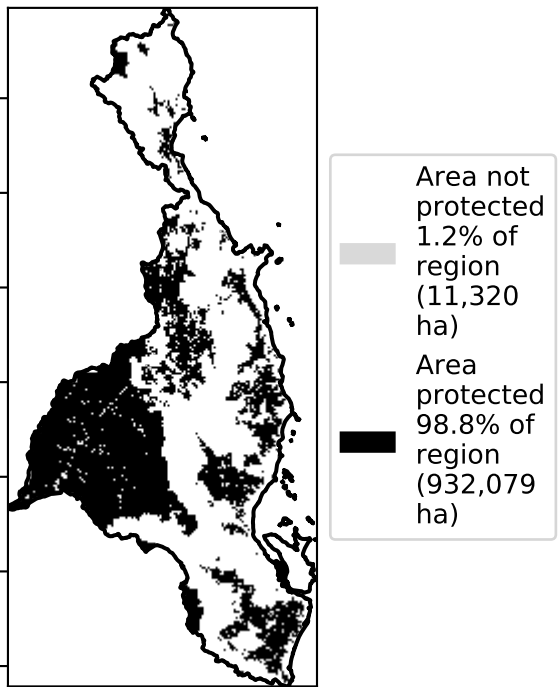 Area not
protected
1.2% of
region
(11,320
ha)
Area
protected
98.8% of
region
(932,079
ha)